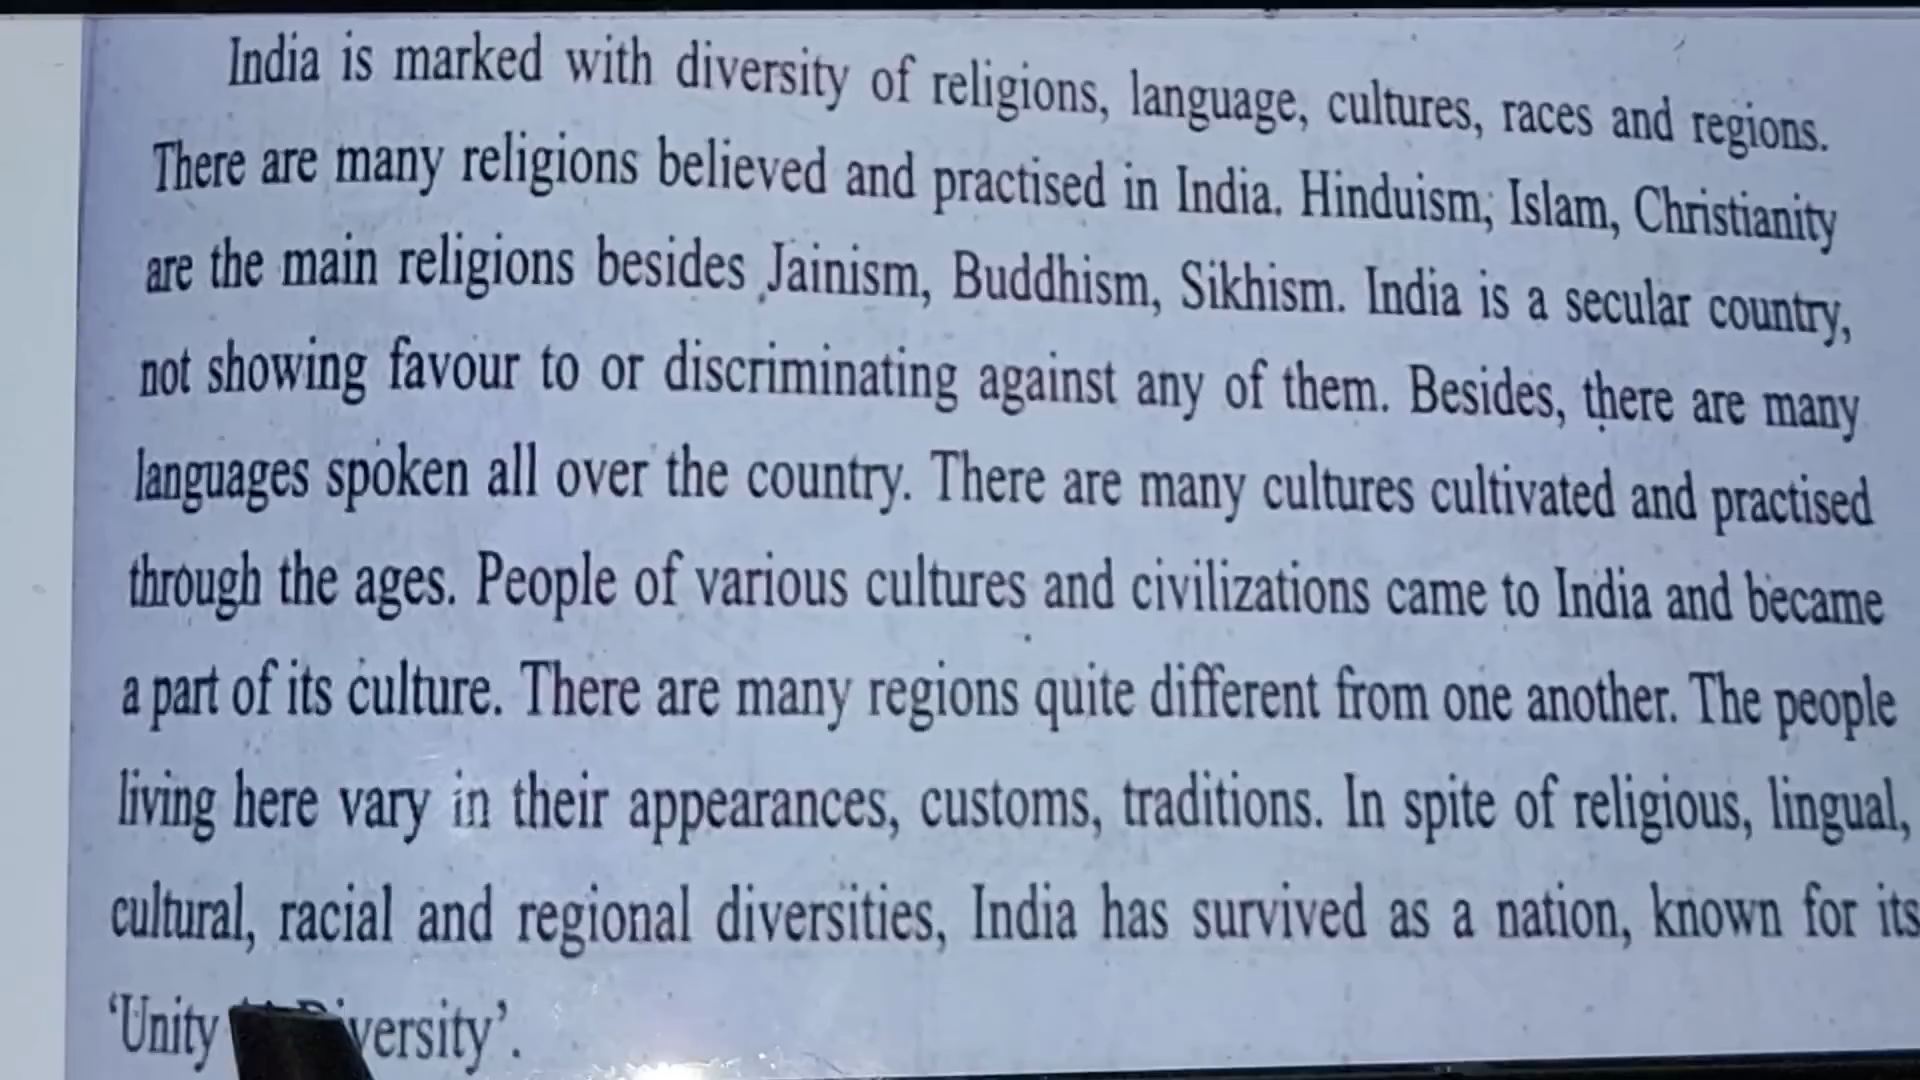 India is marked with diversity of religions, language, cultures, races and regions.
There are many religions believed and practised in India. Hinduism, Islam, Christianity
are the main religions besides Jainism, Buddhism, Sikhism. India is a secular country,
not showing favour to or discriminating against any of them. Besides, there are many
languages spoken all over the country. There are many cultures cultivated and practised
through the ages. People of various cultures and civilizations came to India and became
a part of its culture. There are many regions quite different from one another. The people
living here vary in their appearances, customs, traditions. In spite of religious, lingual,
cultural, racial and regional diversities, India has survived as a nation, known for its
‘Unity Diversity’.